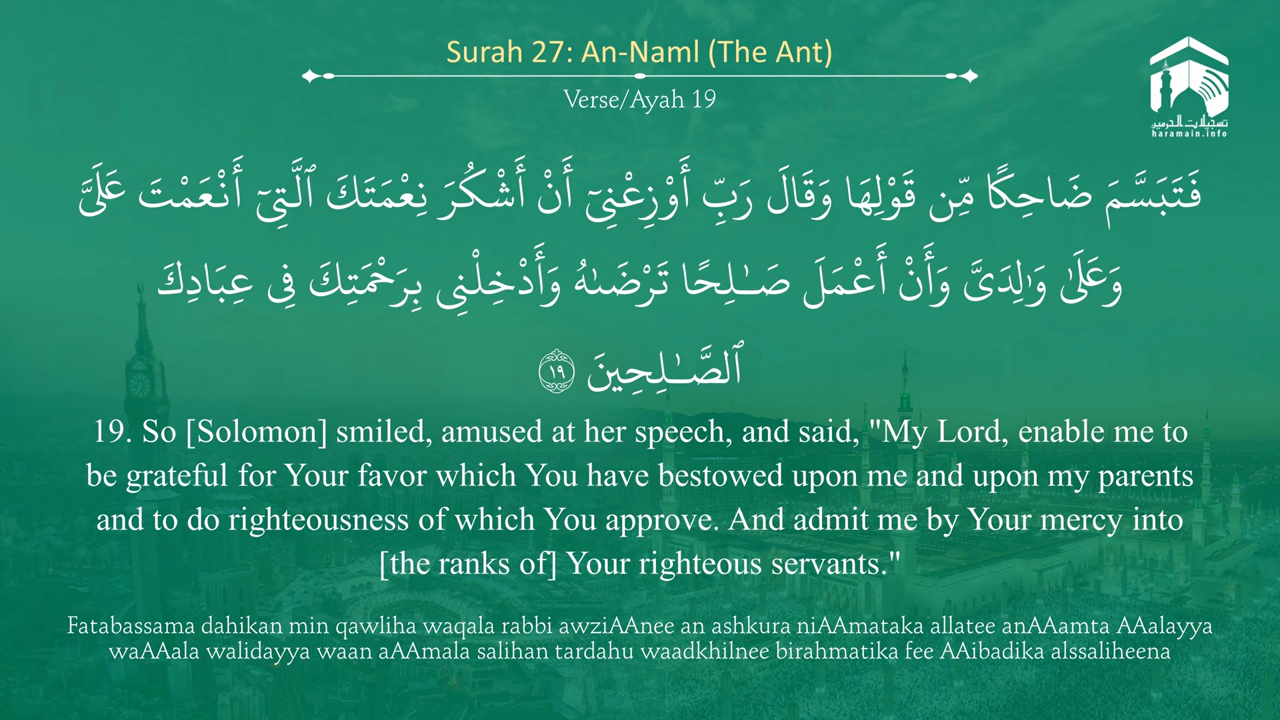 Surah 27: An-Naml (The Ant)
Verse/Ayah 19
تسجيلات الحرمين
haramain.info
فَتَبَسَّمَ ضَاحِكًا مِّن قَوْلِهَا وَقَالَ رَبِّ أَوْزِعْنِىٓ أَنْ أَشْكُرَ نِعْمَتَكَ ٱلَّتِىٓ أَنْعَمْتَ عَلَىَّ
وَعَلَىٰ وَٰلِدَىَّ وَأَنْ أَعْمَلَ صَـٰلِحًا تَرْضَىٰهُ وَأَدْخِلْنِى بِرَحْمَتِكَ فِى عِبَادِكَ
ٱلصَّـٰلِحِينَ ١٩
19. So [Solomon] smiled, amused at her speech, and said, "My Lord, enable me to
be grateful for Your favor which You have bestowed upon me and upon my parents
and to do righteousness of which You approve. And admit me by Your mercy into
[the ranks of] Your righteous servants."
Fatabassama dahikan min qawliha waqala rabbi awziAAnee an ashkura niAAmataka allatee anAAamta AAalayya
waAAala walidayya waan aAAmala salihan tardahu waadkhilnee birahmatika fee AAibadika alssaliheena